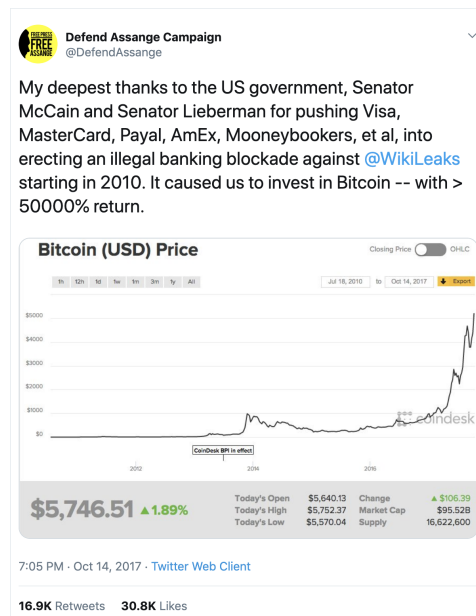 FREE PRESS
FREE
ASSANGE
Defend Assange Campaign
@DefendAssange
My deepest thanks to the US government, Senator
McCain and Senator Lieberman for pushing Visa,
MasterCard, Payal, AmEx, Mooneybookers, et al, into
erecting an illegal banking blockade against @WikiLeaks
starting in 2010. It caused us to invest in Bitcoin -- with >
50000% return.
Bitcoin (USD) Price
Closing Price OHLC
1h 12h 1d 1w 1m 3m 1y All
Jul 18, 2010 to Oct 14, 2017 Export
$5000
$4000
$3000
$2000
$1000
coindesk
$0
CoinDesk BPI in effect
2012 2014 2016
$5,746.51 ▲1.89%
Today's Open $5,640.13 Change ▲ $106.39
Today's High $5,752.37 Market Cap $95.52B
Today's Low $5,570.04 Supply 16,622,600
7:05 PM · Oct 14, 2017 · Twitter Web Client
16.9K Retweets 30.8K Likes